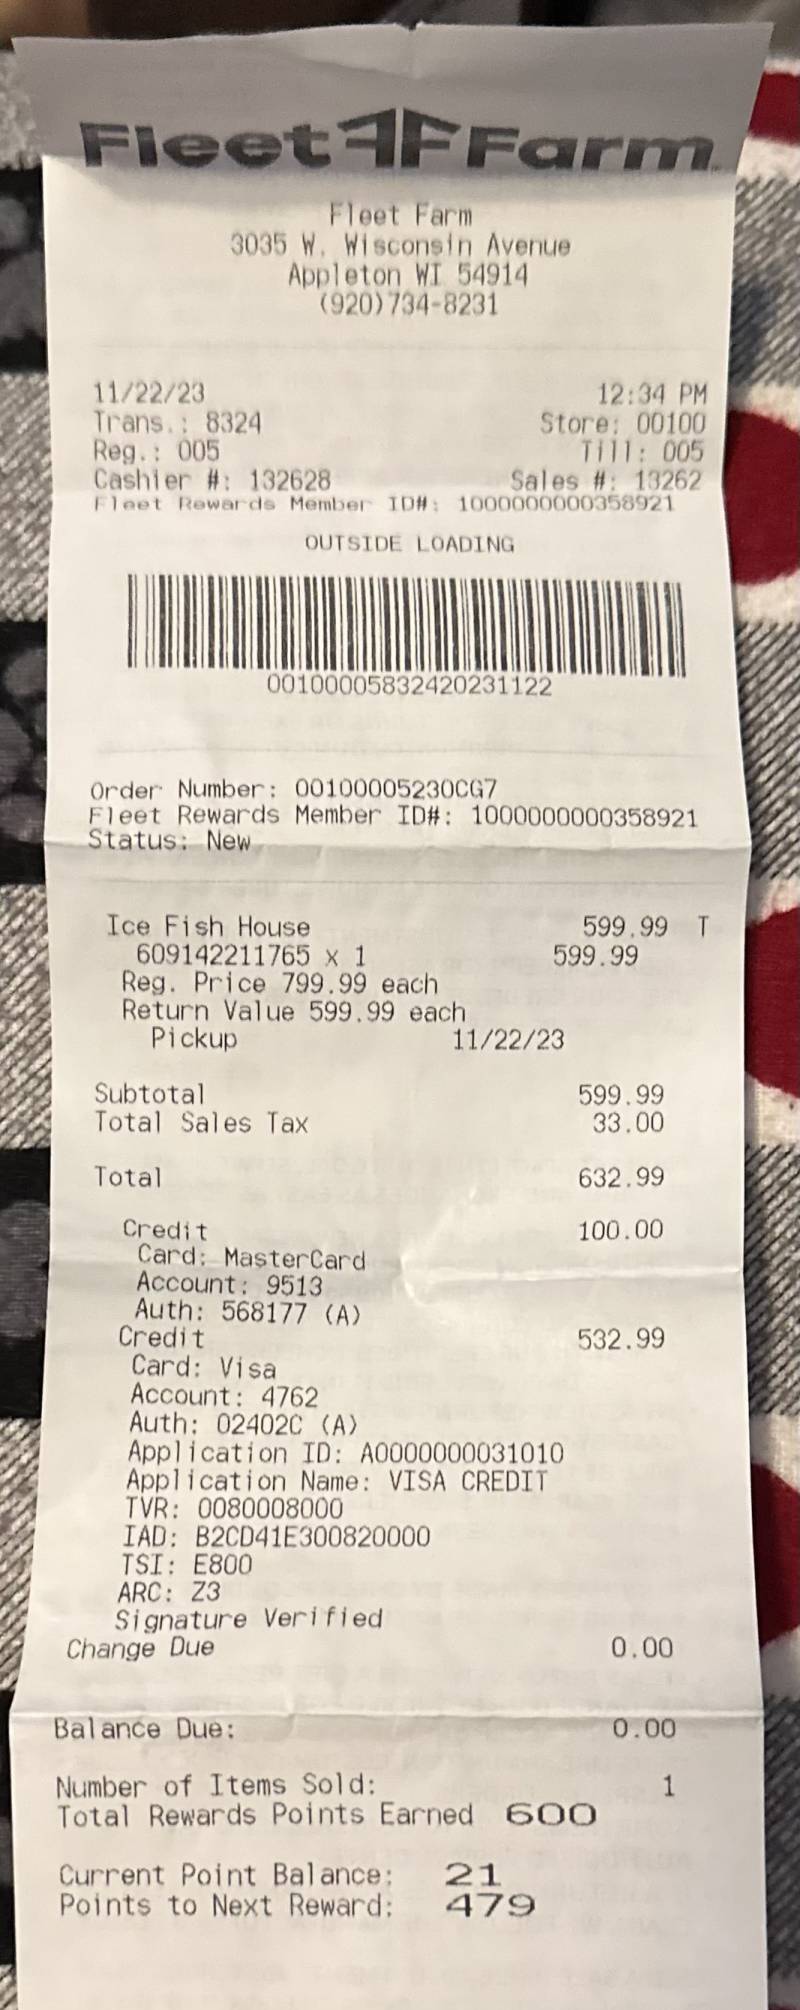 Fleet Farm
Fleet Farm
3035 W. Wisconsin Avenue
Appleton WI 54914
(920)734-8231
11/22/23 12:34 PM
Trans.: 8324 Store: 00100
Reg.: 005 Till: 005
Cashier #: 132628 Sales #: 13262
Fleet Rewards Member ID#: 1000000000358921
OUTSIDE LOADING
00100005832420231122
Order Number: 00100005230CG7
Fleet Rewards Member ID#: 1000000000358921
Status: New
Ice Fish House 599.99 T
609142211765 x 1 599.99
Reg. Price 799.99 each
Return Value 599.99 each
Pickup 11/22/23
Subtotal 599.99
Total Sales Tax 33.00
Total 632.99
Credit 100.00
Card: MasterCard
Account: 9513
Auth: 568177 (A)
Credit 532.99
Card: Visa
Account: 4762
Auth: 02402C (A)
Application ID: A0000000031010
Application Name: VISA CREDIT
TVR: 0080008000
IAD: B2CD41E300820000
TSI: E800
ARC: Z3
Signature Verified
Change Due 0.00
Balance Due: 0.00
Number of Items Sold: 1
Total Rewards Points Earned 600
Current Point Balance: 21
Points to Next Reward: 479